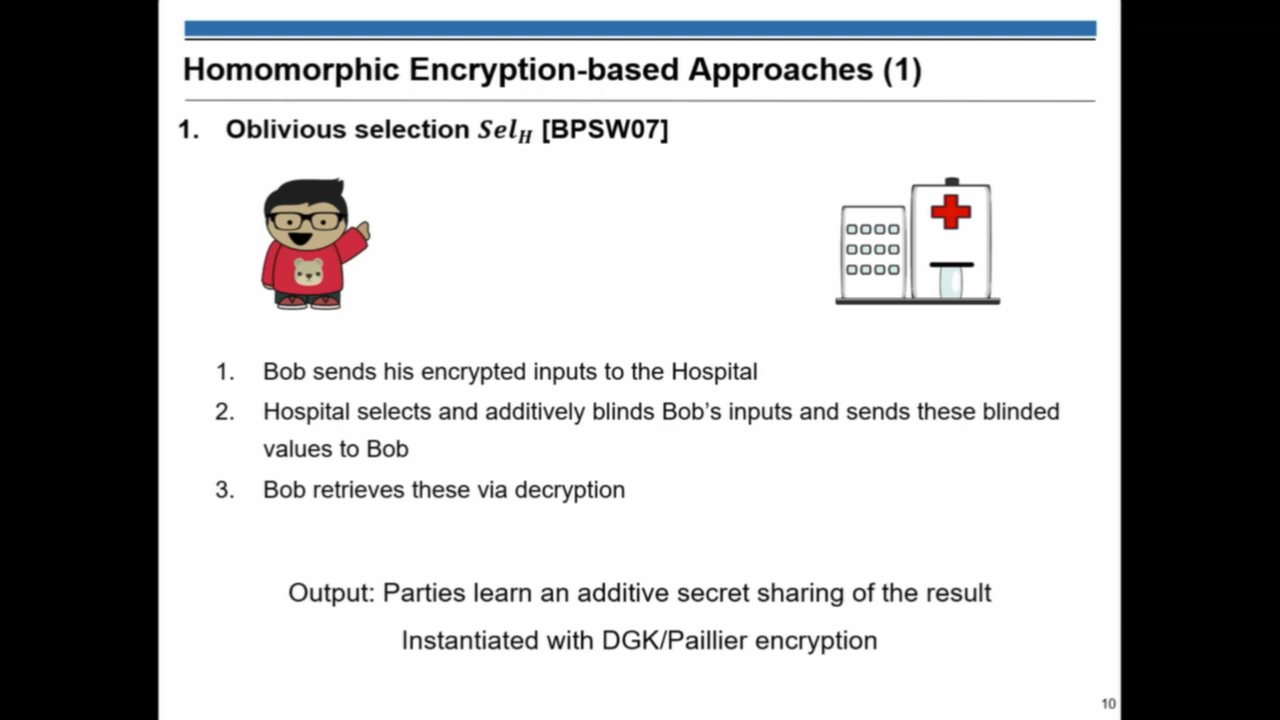 Homomorphic Encryption-based Approaches (1)
1. Oblivious selection Sel_H [BPSW07]
1. Bob sends his encrypted inputs to the Hospital
2. Hospital selects and additively blinds Bob’s inputs and sends these blinded
values to Bob
3. Bob retrieves these via decryption
Output: Parties learn an additive secret sharing of the result
Instantiated with DGK/Paillier encryption
10